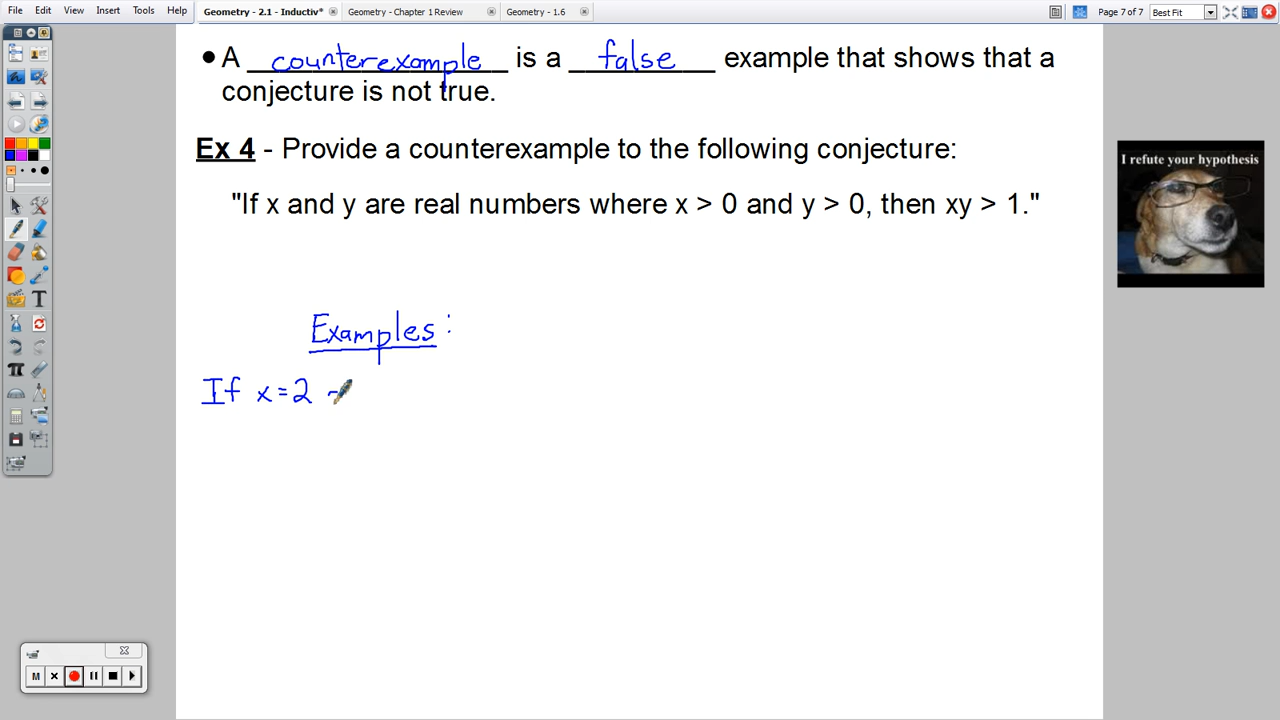 File Edit View Insert Tools Help
Geometry - 2.1 - Inductiv* Geometry - Chapter 1 Review Geometry - 1.6
Page 7 of 7 Best Fit
• A counterexample is a false example that shows that a
conjecture is not true.
Ex 4 - Provide a counterexample to the following conjecture:
"If x and y are real numbers where x > 0 and y > 0, then xy > 1."
I refute your hypothesis
Examples:
If x=2
M